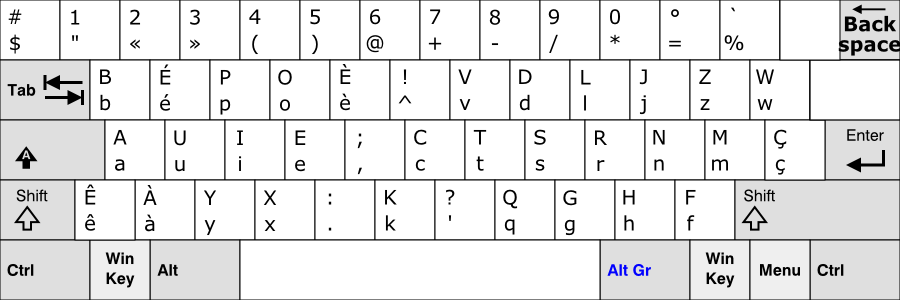 # 1 2 3 4 5 6 7 8 9 0 ° ` Back
$ " « » ( ) @ + - / * = % space
Tab B É P O È ! V D L J Z W
b é p o è ^ v d l j z w
A A U I E ; C T S R N M Ç Enter
a u i e , c t s r n m ç
Shift Ê À Y X : K ? Q G H F Shift
ê à y x . k ' q g h f
Ctrl Win Key Alt Alt Gr Win Key Menu Ctrl